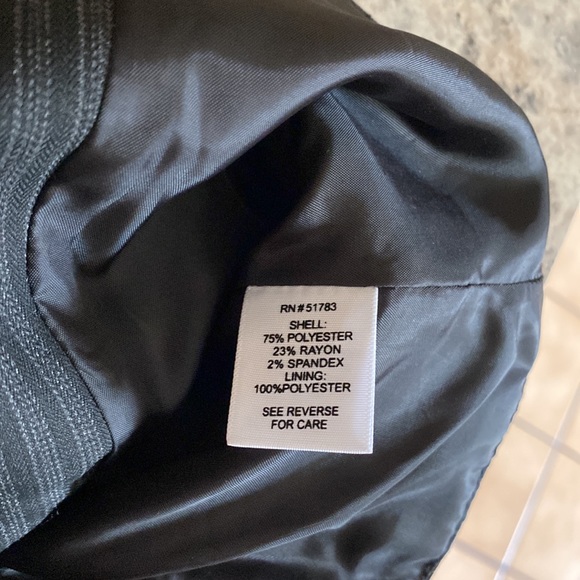 RN#51783
SHELL:
75% POLYESTER
23% RAYON
2% SPANDEX
LINING:
100%POLYESTER
SEE REVERSE
FOR CARE